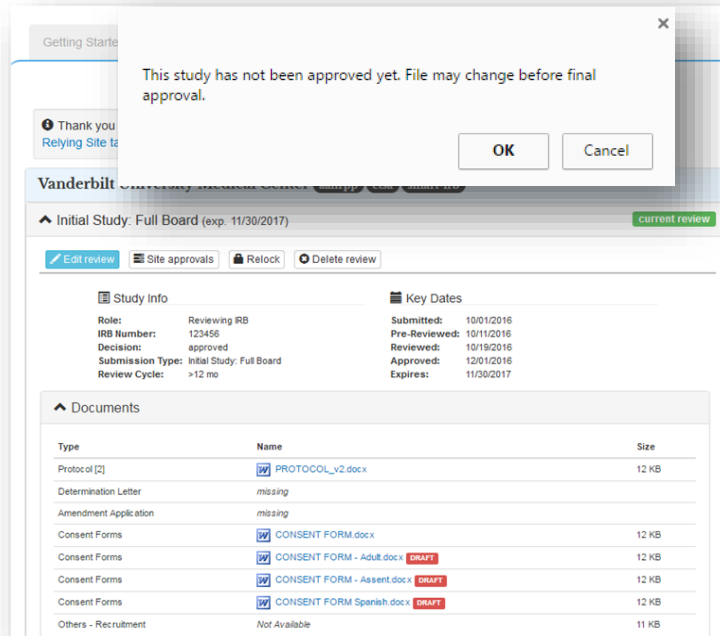 Getting Starte
This study has not been approved yet. File may change before final
approval.
OK Cancel
Thank you
Relying Site ta
Vanderbilt University Medical Center
Initial Study: Full Board (exp. 11/30/2017) current review
Edit review Site approvals Relock Delete review
Study Info Key Dates
Role: Reviewing IRB Submitted: 10/01/2016
IRB Number: 123456 Pre-Reviewed: 10/11/2016
Decision: approved Reviewed: 10/19/2016
Submission Type: Initial Study: Full Board Approved: 12/01/2016
Review Cycle: >12 mo Expires: 11/30/2017
Documents
Type Name Size
Protocol [2] PROTOCOL_v2.docx 12 KB
Determination Letter missing
Amendment Application missing
Consent Forms CONSENT FORM.docx 12 KB
Consent Forms CONSENT FORM - Adult.docx DRAFT 12 KB
Consent Forms CONSENT FORM - Assent.docx DRAFT 12 KB
Consent Forms CONSENT FORM Spanish.docx DRAFT 12 KB
Others - Recruitment Not Available 11 KB